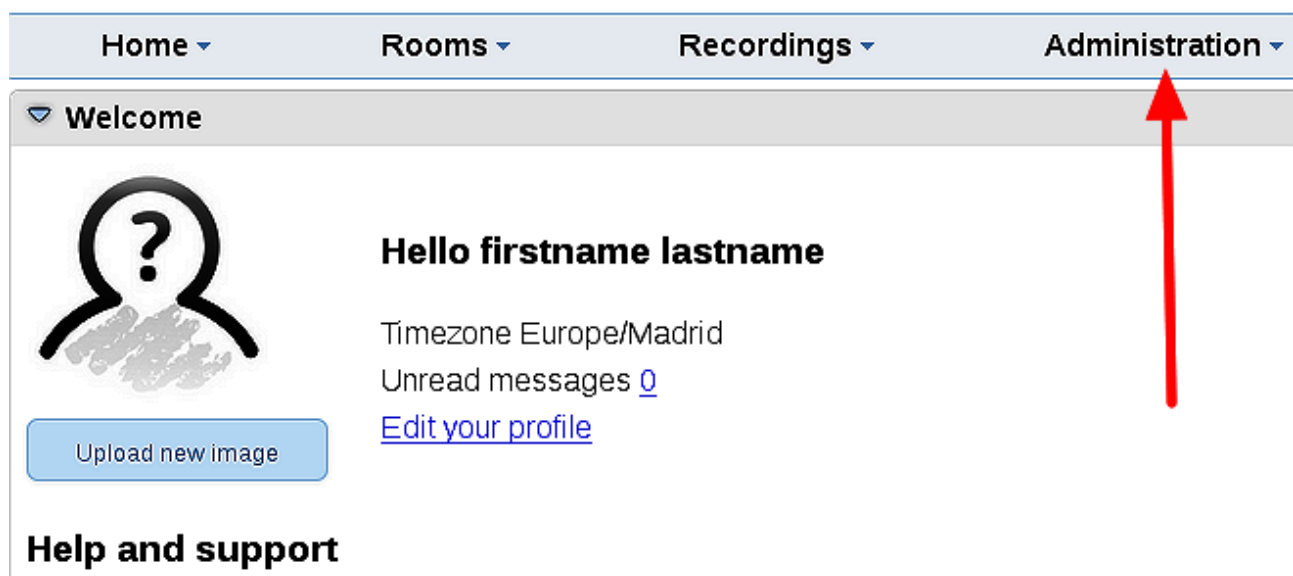 Home Rooms Recordings Administration
Welcome
?
Hello firstname lastname
Timezone Europe/Madrid
Unread messages 0
Edit your profile
Upload new image
Help and support